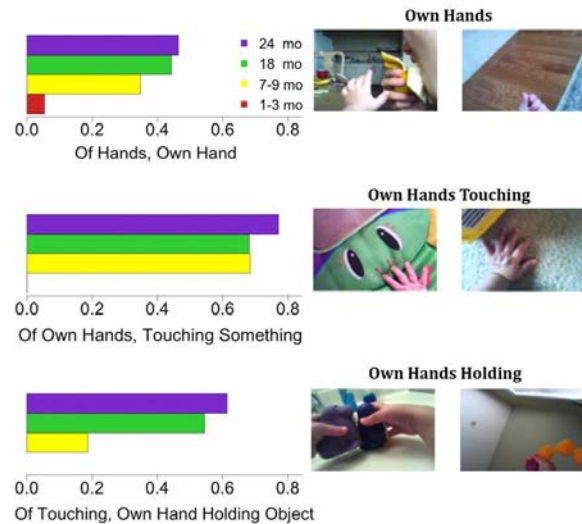 Own Hands
24 mo
18 mo
7-9 mo
1-3 mo
0.0 0.2 0.4 0.6 0.8
Of Hands, Own Hand
Own Hands Touching
0.0 0.2 0.4 0.6 0.8
Of Own Hands, Touching Something
Own Hands Holding
0.0 0.2 0.4 0.6 0.8
Of Touching, Own Hand Holding Object